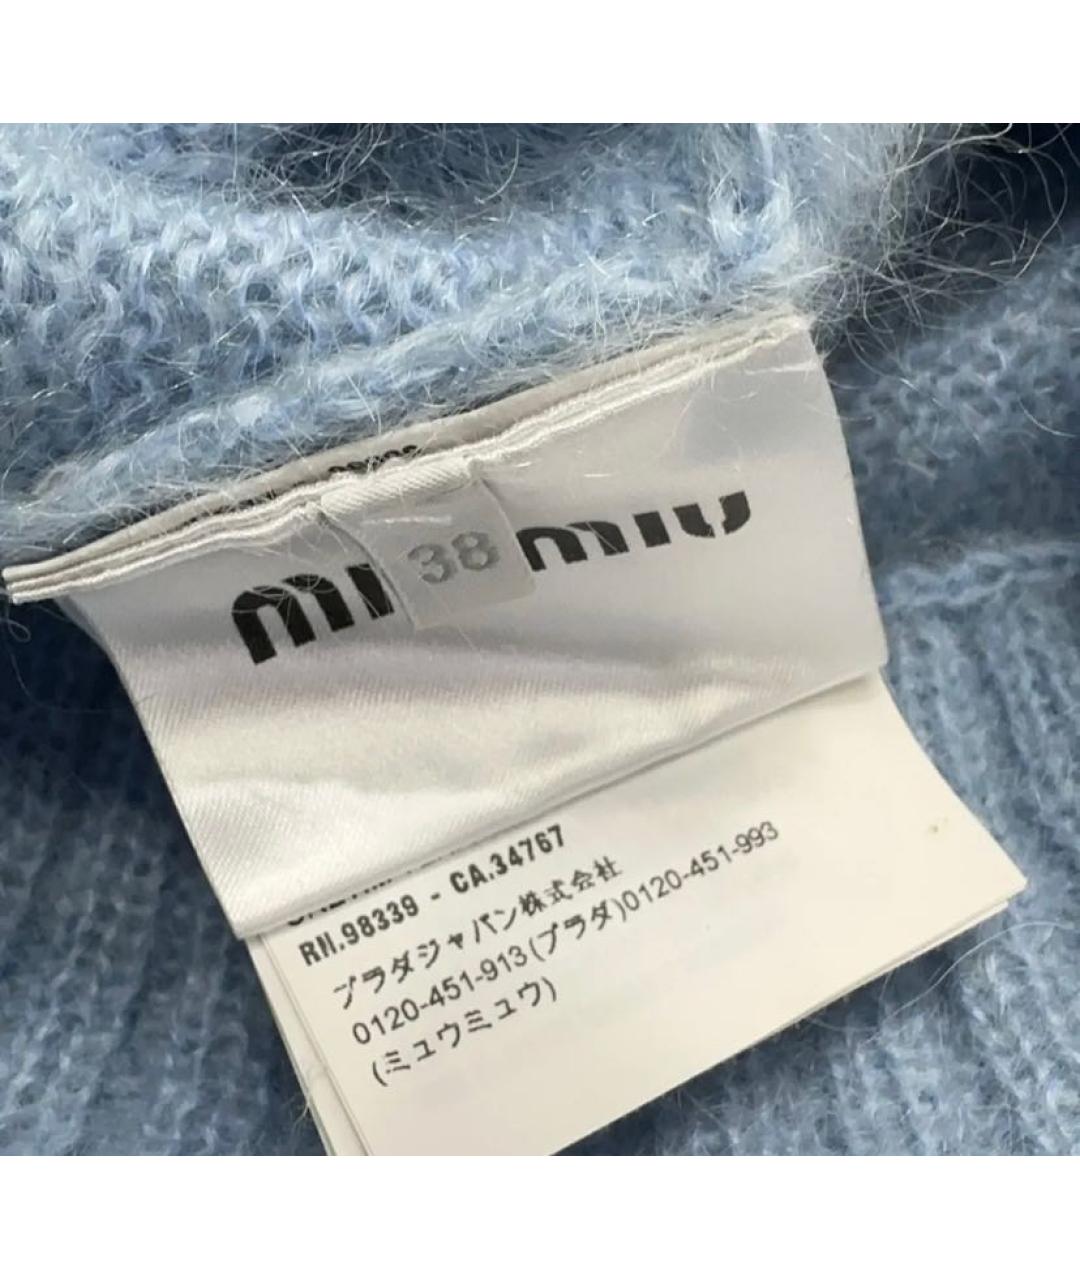 miu miu
38
RN.98339 - CA.34767
プラダジャパン株式会社
0120-451-913(プラダ)0120-451-993
(ミュウミュウ)